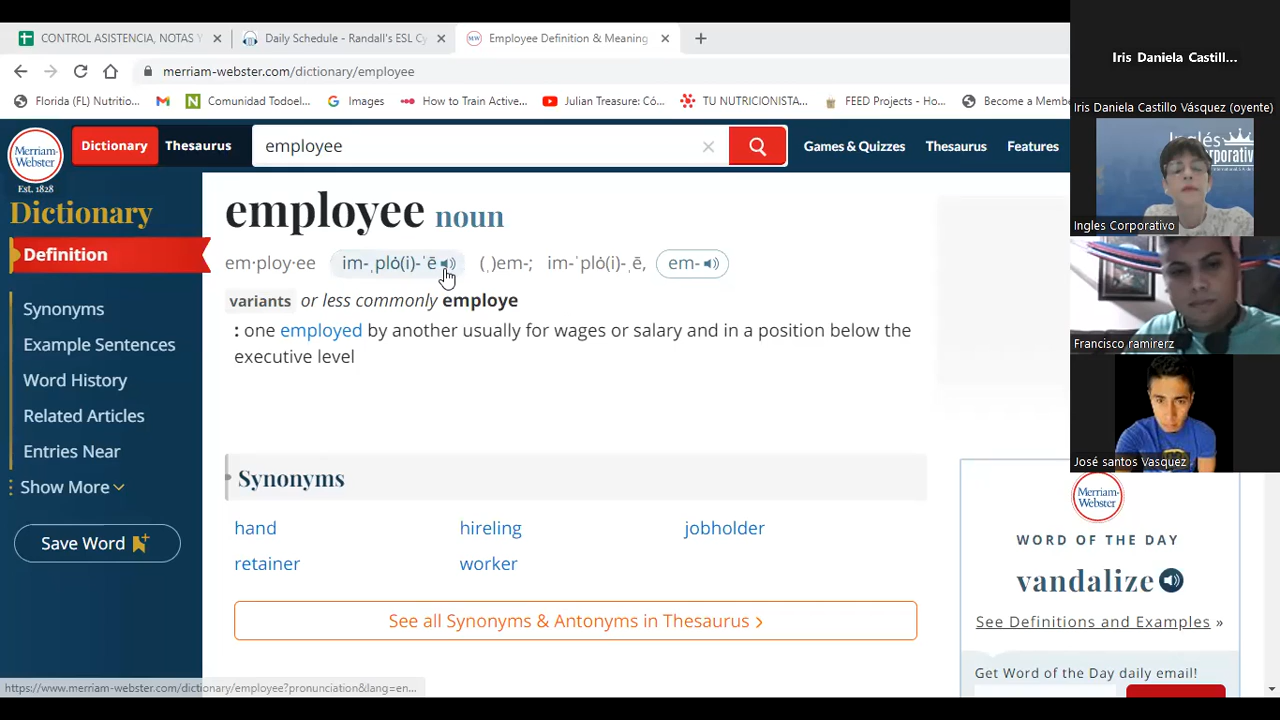 CONTROL ASISTENCIA, NOTAS Y
Daily Schedule - Randall's ESL Cy
Employee Definition & Meaning
merriam-webster.com/dictionary/employee
Florida (FL) Nutritio...
Comunidad Todoel...
Images
How to Train Active...
Julian Treasure: Có...
TU NUTRICIONISTA...
FEED Projects - Ho...
Become a Membe
Iris Daniela Castill...
Iris Daniela Castillo Vásquez (oyente)
Merriam-
Webster
Est. 1828
Dictionary
Thesaurus
employee
Games & Quizzes
Thesaurus
Features
Inglés
Ingles Corporativo
Francisco ramirerz
José santos Vasquez
Dictionary
Definition
Synonyms
Example Sentences
Word History
Related Articles
Entries Near
Show More
Save Word
employee noun
em·ploy·ee im-ˌplȯ(i)-ˈē (ˌ)em-; im-ˈplȯ(i)-ˌē, em-
variants or less commonly employe
: one employed by another usually for wages or salary and in a position below the
executive level
Synonyms
hand hireling jobholder
retainer worker
See all Synonyms & Antonyms in Thesaurus
Merriam-
Webster
WORD OF THE DAY
vandalize
See Definitions and Examples »
Get Word of the Day daily email!
https://www.merriam-webster.com/dictionary/employee?pronunciation&lang=en...